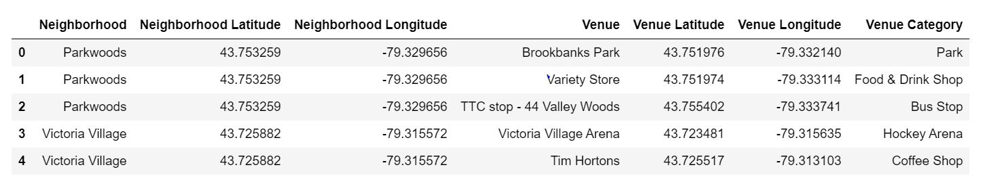 Neighborhood Neighborhood Latitude Neighborhood Longitude Venue Venue Latitude Venue Longitude Venue Category
0 Parkwoods 43.753259 -79.329656 Brookbanks Park 43.751976 -79.332140 Park
1 Parkwoods 43.753259 -79.329656 Variety Store 43.751974 -79.333114 Food & Drink Shop
2 Parkwoods 43.753259 -79.329656 TTC stop - 44 Valley Woods 43.755402 -79.333741 Bus Stop
3 Victoria Village 43.725882 -79.315572 Victoria Village Arena 43.723481 -79.315635 Hockey Arena
4 Victoria Village 43.725882 -79.315572 Tim Hortons 43.725517 -79.313103 Coffee Shop